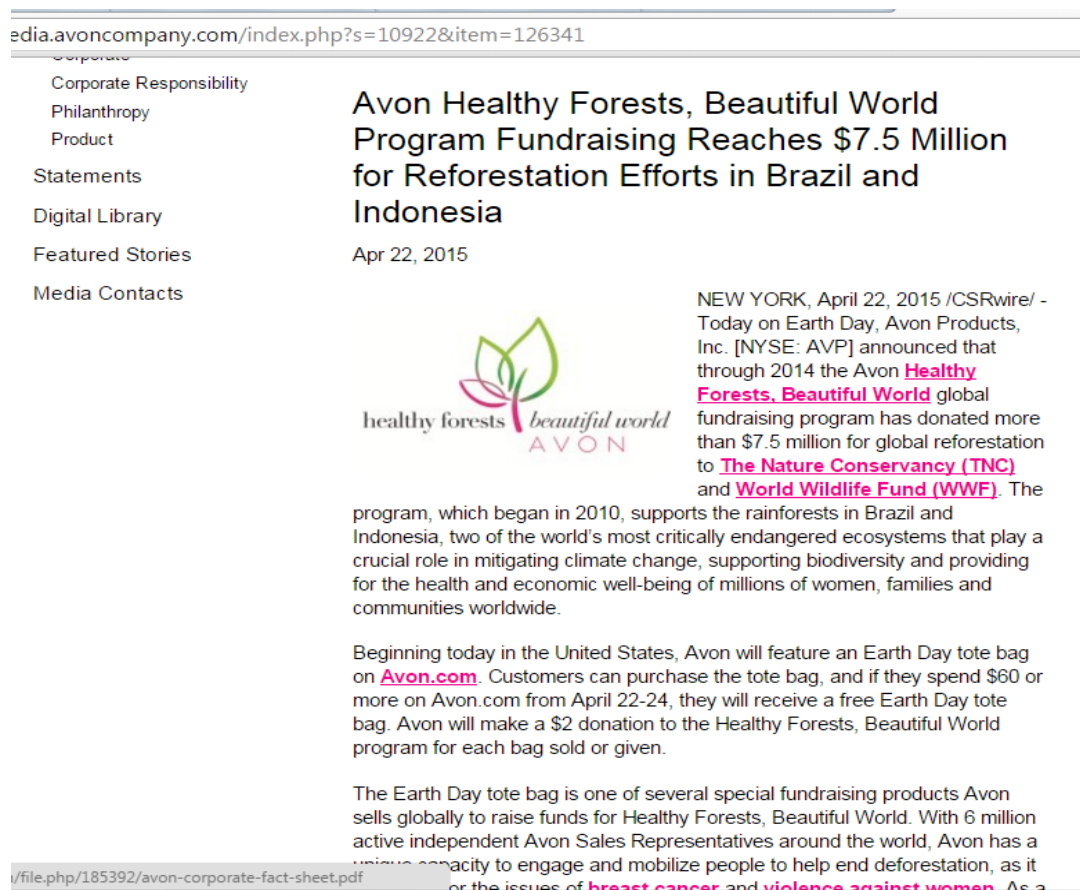 edia.avoncompany.com/index.php?s=10922&item=126341
Corporate
Corporate Responsibility
Philanthropy
Product
Statements
Digital Library
Featured Stories
Media Contacts
Avon Healthy Forests, Beautiful World
Program Fundraising Reaches $7.5 Million
for Reforestation Efforts in Brazil and
Indonesia
Apr 22, 2015
healthy forests beautiful world
AVON
NEW YORK, April 22, 2015 /CSRwire/ -
Today on Earth Day, Avon Products,
Inc. [NYSE: AVP] announced that
through 2014 the Avon Healthy
Forests, Beautiful World global
fundraising program has donated more
than $7.5 million for global reforestation
to The Nature Conservancy (TNC)
and World Wildlife Fund (WWF). The
program, which began in 2010, supports the rainforests in Brazil and
Indonesia, two of the world's most critically endangered ecosystems that play a
crucial role in mitigating climate change, supporting biodiversity and providing
for the health and economic well-being of millions of women, families and
communities worldwide.
Beginning today in the United States, Avon will feature an Earth Day tote bag
on Avon.com. Customers can purchase the tote bag, and if they spend $60 or
more on Avon.com from April 22-24, they will receive a free Earth Day tote
bag. Avon will make a $2 donation to the Healthy Forests, Beautiful World
program for each bag sold or given.
The Earth Day tote bag is one of several special fundraising products Avon
sells globally to raise funds for Healthy Forests, Beautiful World. With 6 million
active independent Avon Sales Representatives around the world, Avon has a
unique capacity to engage and mobilize people to help end deforestation, as it
or the issues of breast cancer and violence against women. As a
/file.php/185392/avon-corporate-fact-sheet.pdf